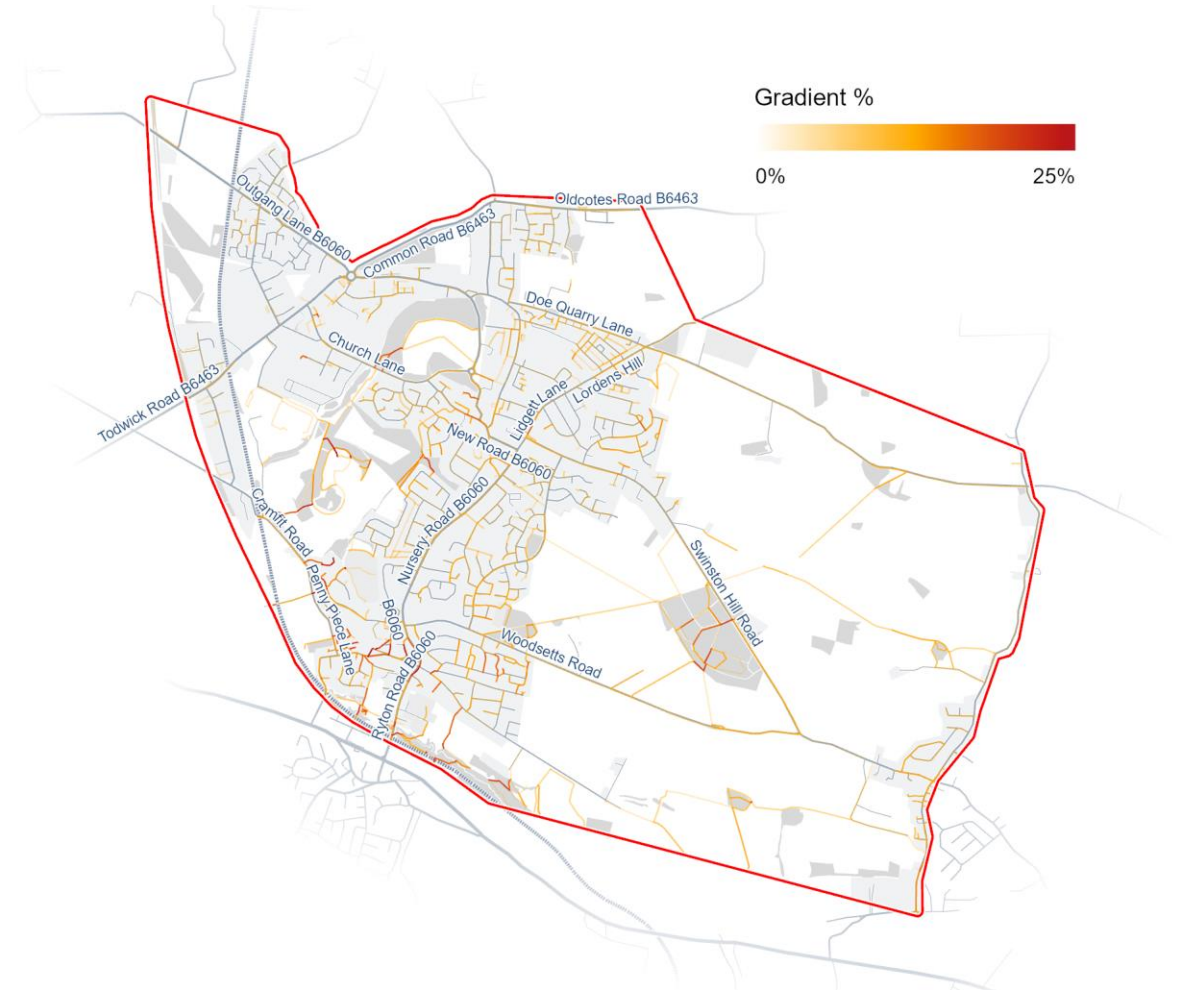 Gradient %
0%
25%
Outgang Lane B6060
Oldcotes Road B6463
Common Road B6463
Doe Quarry Lane
Church Lane
Lordens Hill
Todwick Road B6463
Lidgett Lane
New Road B6060
Nursery Road B6060
Cramfit Road
Swinston Hill Road
Penny Piece Lane
B6060
Woodsetts Road
Ryton Road B6060